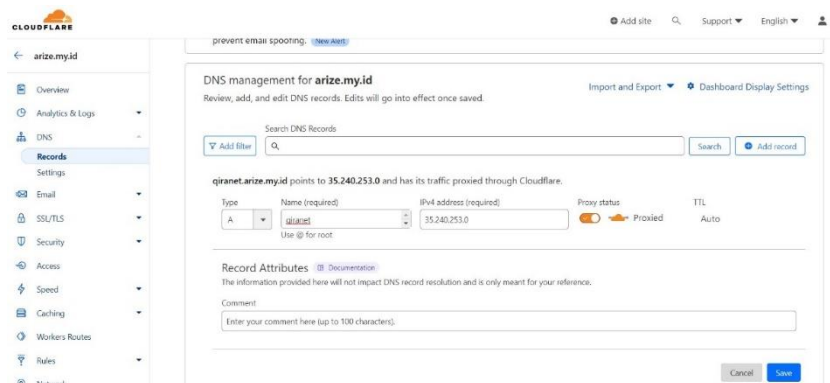 CLOUDFLARE
Add site
Support
English
arize.my.id
Overview
Analytics & Logs
DNS
Records
Settings
Email
SSL/TLS
Security
Access
Speed
Caching
Workers Routes
Rules
prevent email spoofing. New Alert
DNS management for arize.my.id
Review, add, and edit DNS records. Edits will go into effect once saved.
Import and Export
Dashboard Display Settings
Search DNS Records
Add filter
Search
Add record
qiranet.arize.my.id points to 35.240.253.0 and has its traffic proxied through Cloudflare.
Type Name (required) IPv4 address (required) Proxy status TTL
A qiranet 35.240.253.0 Proxied Auto
Use @ for root
Record Attributes Documentation
The information provided here will not impact DNS record resolution and is only meant for your reference.
Comment
Enter your comment here (up to 100 characters).
Cancel Save